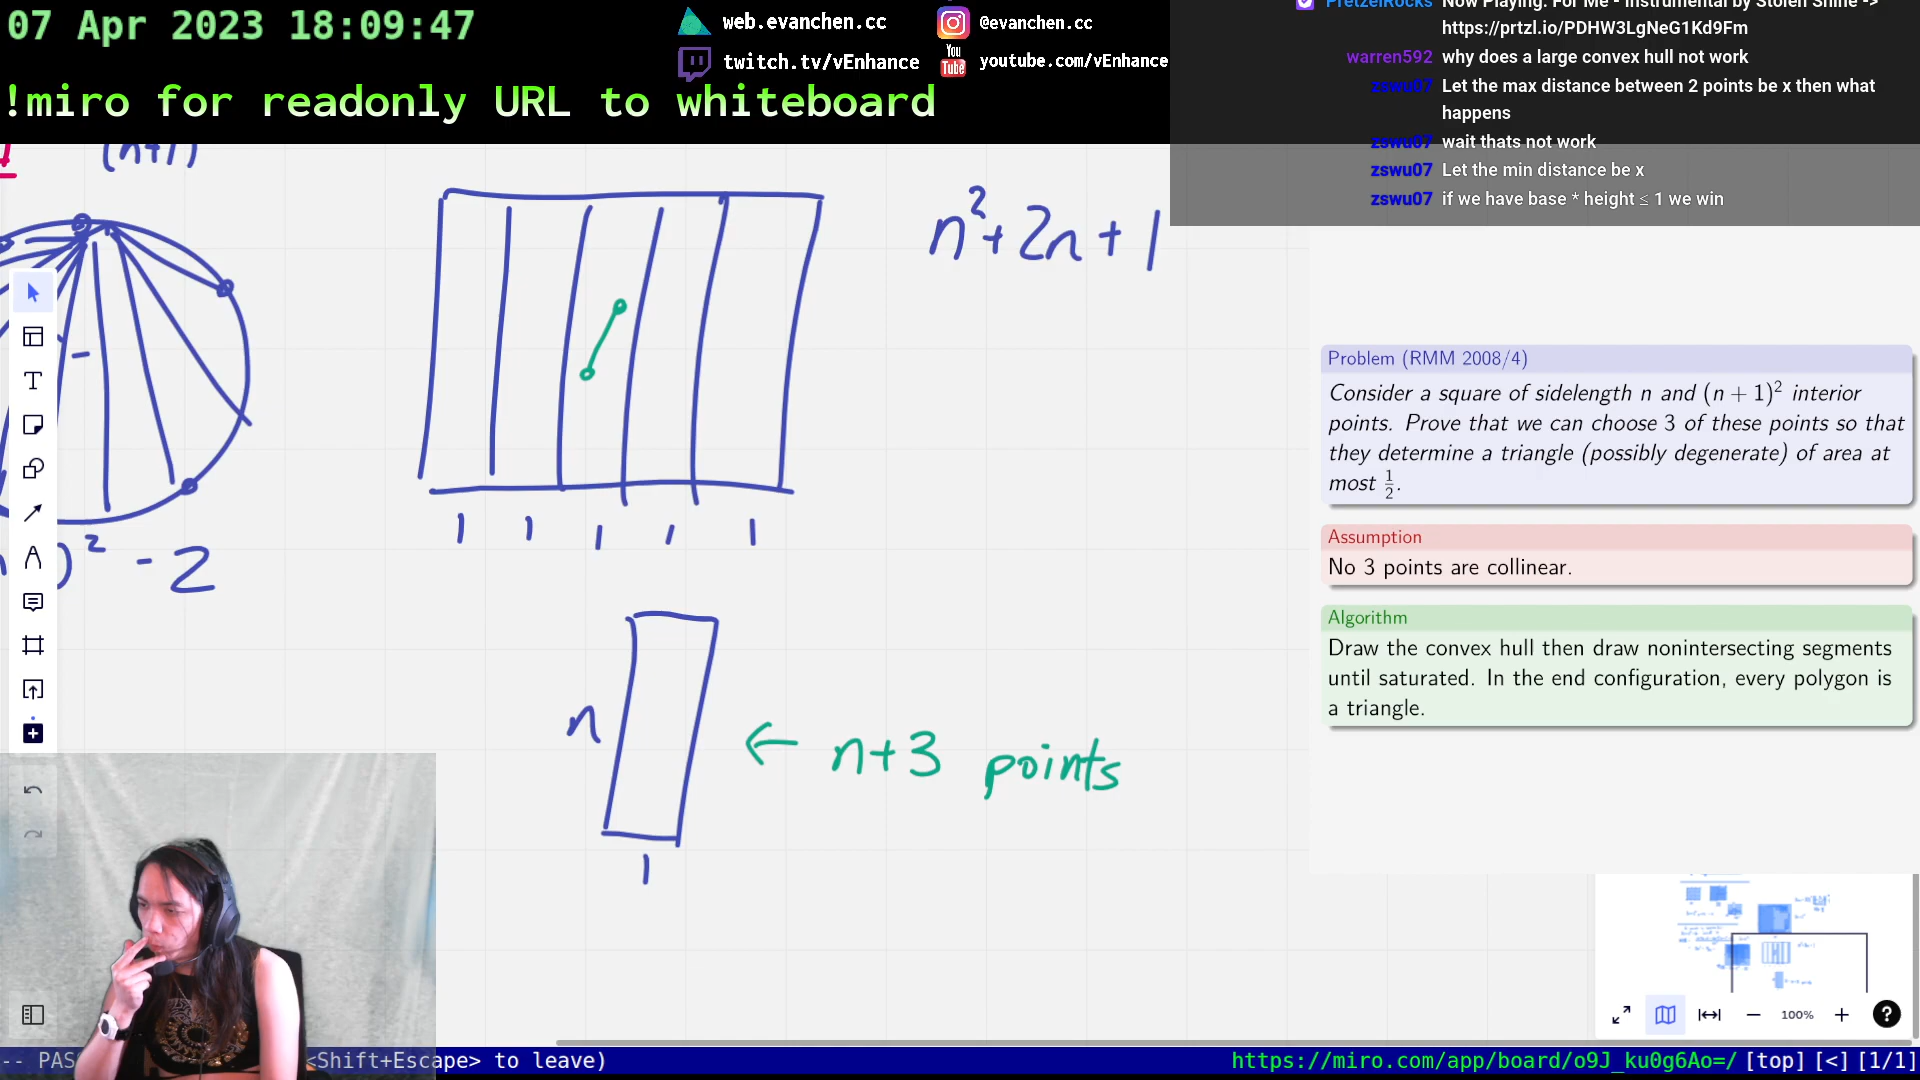 07 Apr 2023 18:09:47
!miro for readonly URL to whiteboard
web.evanchen.cc
@evanchen.cc
twitch.tv/vEnhance
You Tube
youtube.com/vEnhance
PretzelRocks Now Playing: For Me - Instrumental by Stolen Shine ->
https://prtzl.io/PDHW3LgNeG1Kd9Fm
warren592 why does a large convex hull not work
zswu07 Let the max distance between 2 points be x then what
happens
zswu07 wait thats not work
zswu07 Let the min distance be x
zswu07 if we have base * height ≤ 1 we win
(n+1)
n²+2n+1
1 1 1 1 1
)² - 2
n
1
← n+3 points
Problem (RMM 2008/4)
Consider a square of sidelength n and (n + 1)² interior
points. Prove that we can choose 3 of these points so that
they determine a triangle (possibly degenerate) of area at
most 1/2.
Assumption
No 3 points are collinear.
Algorithm
Draw the convex hull then draw nonintersecting segments
until saturated. In the end configuration, every polygon is
a triangle.
100%
-- PAS
<Shift+Escape> to leave)
https://miro.com/app/board/o9J_ku0g6Ao=/ [top] [<] [1/1]